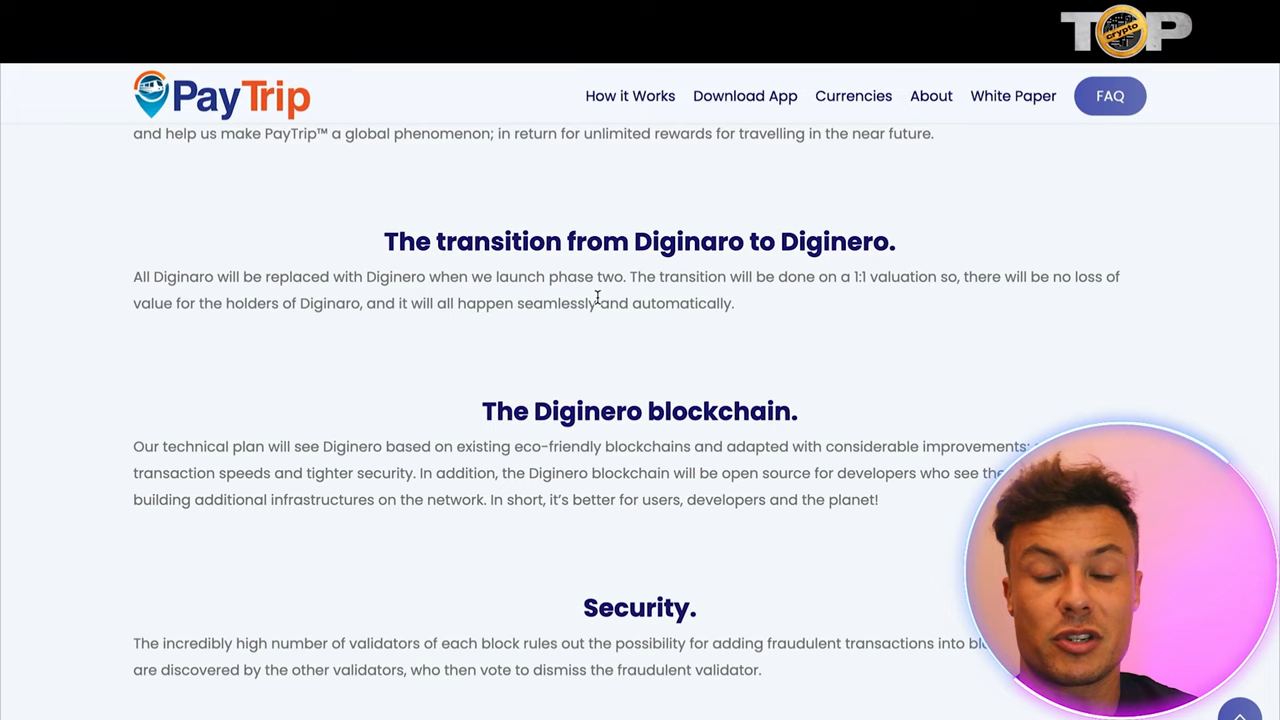 TOP
crypto
PayTrip
How it Works Download App Currencies About White Paper FAQ
and help us make PayTrip™ a global phenomenon; in return for unlimited rewards for travelling in the near future.
The transition from Diginaro to Diginero.
All Diginaro will be replaced with Diginero when we launch phase two. The transition will be done on a 1:1 valuation so, there will be no loss of
value for the holders of Diginaro, and it will all happen seamlessly and automatically.
The Diginero blockchain.
Our technical plan will see Diginero based on existing eco-friendly blockchains and adapted with considerable improvements:
transaction speeds and tighter security. In addition, the Diginero blockchain will be open source for developers who see the
building additional infrastructures on the network. In short, it’s better for users, developers and the planet!
Security.
The incredibly high number of validators of each block rules out the possibility for adding fraudulent transactions into
are discovered by the other validators, who then vote to dismiss the fraudulent validator.